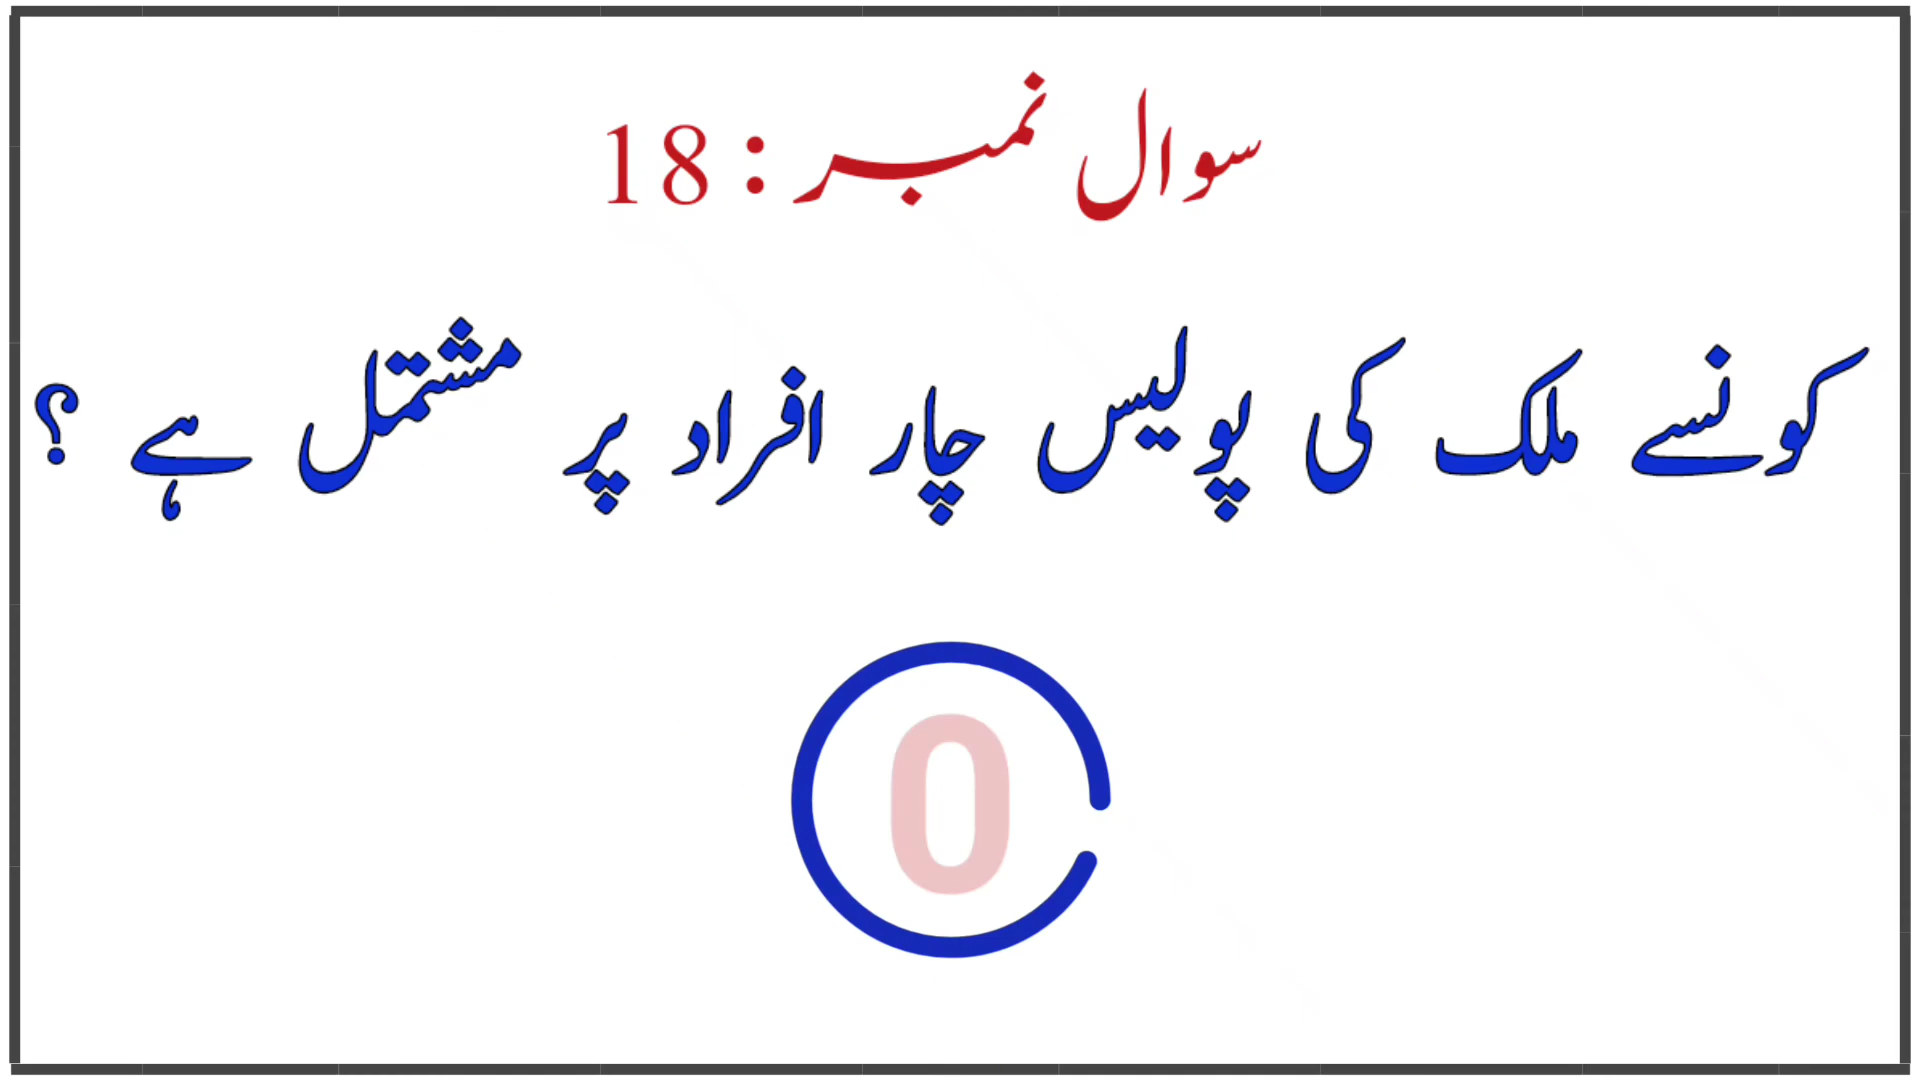 سوال نمبر : 18
کونسے ملک کی پولیس چار افراد پر مشتمل ہے ؟
0